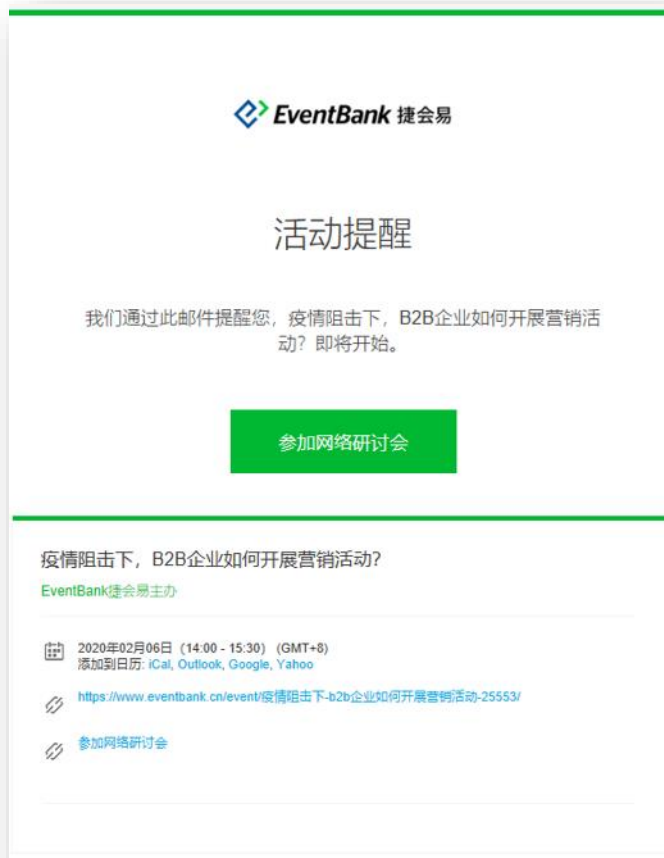 EventBank 捷会易
活动提醒
我们通过此邮件提醒您，疫情阻击下，B2B企业如何开展营销活
动？即将开始。
参加网络研讨会
疫情阻击下，B2B企业如何开展营销活动？
EventBank捷会易主办
2020年02月06日（14:00 - 15:30） (GMT+8)
添加到日历: iCal, Outlook, Google, Yahoo
https://www.eventbank.cn/event/疫情阻击下-b2b企业如何开展营销活动-25553/
参加网络研讨会